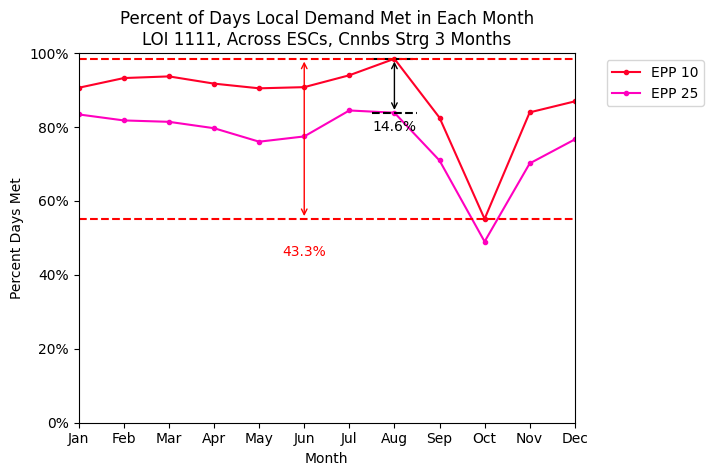 Percent of Days Local Demand Met in Each Month
LOI 1111, Across ESCs, Cnnbs Strg 3 Months
100%
80%
60%
40%
20%
0%
Percent Days Met
14.6%
43.3%
EPP 10
EPP 25
Jan Feb Mar Apr May Jun Jul Aug Sep Oct Nov Dec
Month